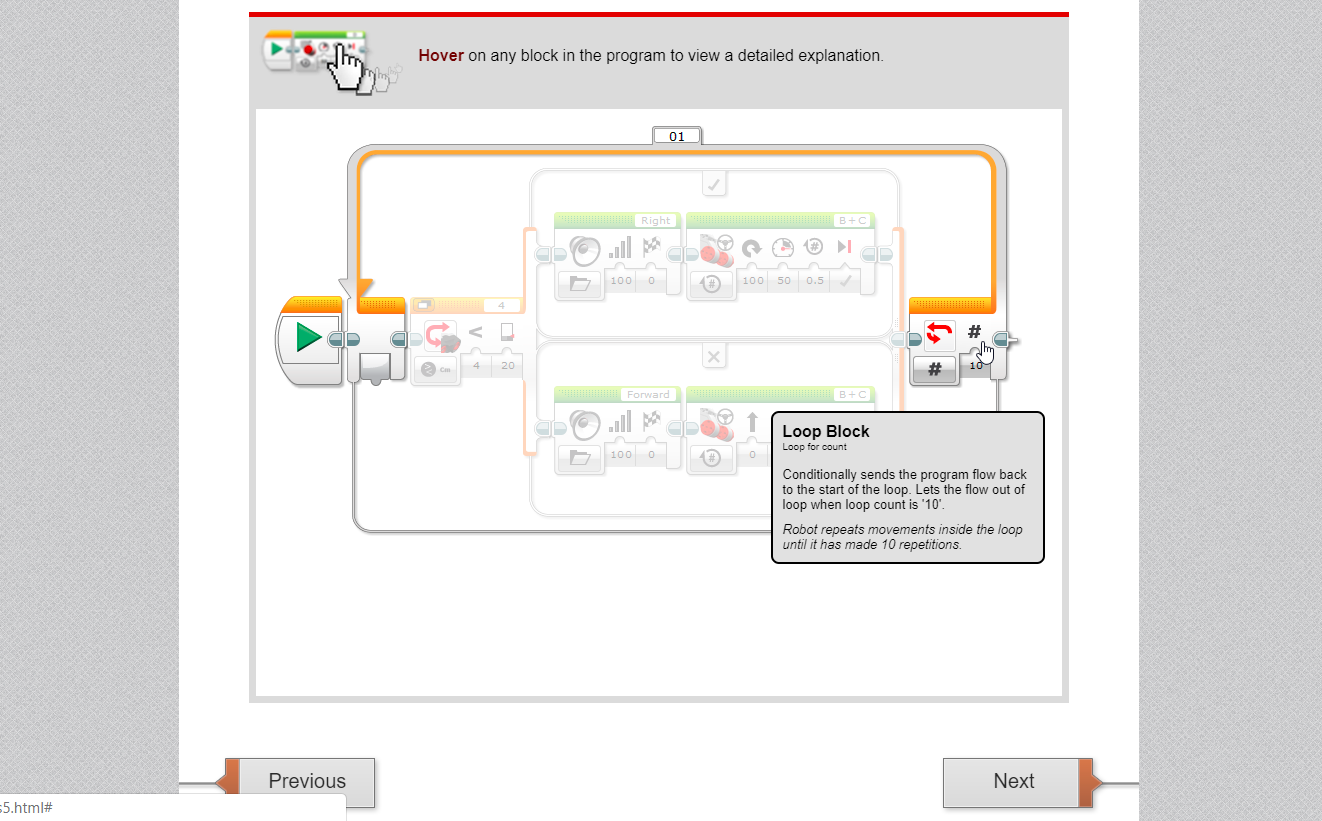 Hover on any block in the program to view a detailed explanation.
01
Right
B+C
100 0
100 50 0.5
4
4 20
Cm
#
#
10
Forward
B+C
100 0
0
Loop Block
Loop for count
Conditionally sends the program flow back
to the start of the loop. Lets the flow out of
loop when loop count is '10'.
Robot repeats movements inside the loop
until it has made 10 repetitions.
Previous
Next
s5.html#